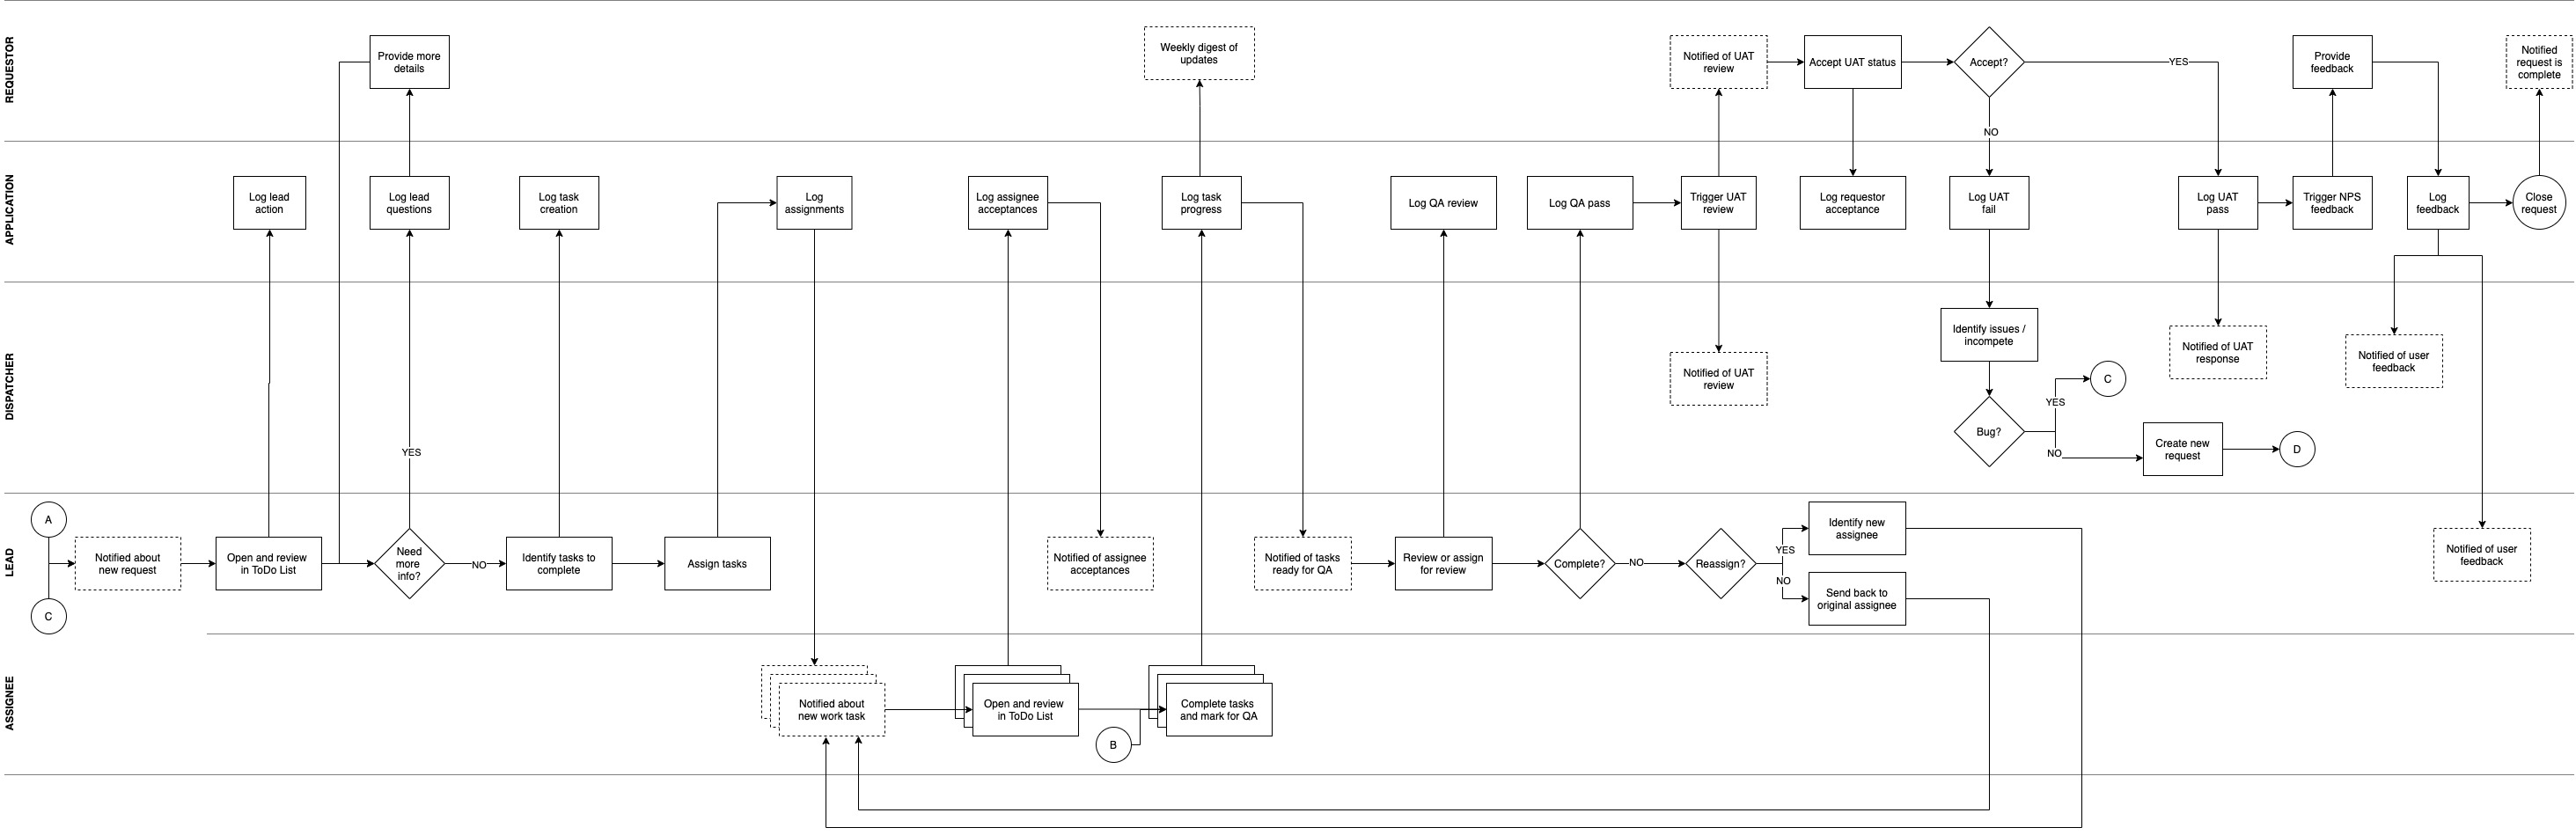 REQUESTOR
Provide more
details
Weekly digest of
updates
Notified of UAT
review
Accept UAT status
Accept?
YES
NO
Provide
feedback
Notified
request is
complete
APPLICATION
Log lead
action
Log lead
questions
Log task
creation
Log
assignments
Log assignee
acceptances
Log task
progress
Log QA review
Log QA pass
Trigger UAT
review
Log requestor
acceptance
Log UAT
fail
Log UAT
pass
Trigger NPS
feedback
Log
feedback
Close
request
DISPATCHER
YES
Notified of UAT
review
Identify issues /
incompete
Bug?
YES
NO
C
Create new
request
D
Notified of UAT
response
Notified of user
feedback
LEAD
A
C
Notified about
new request
Open and review
in ToDo List
Need
more
info?
NO
Identify tasks to
complete
Assign tasks
Notified of assignee
acceptances
Notified of tasks
ready for QA
Review or assign
for review
Complete?
NO
Reassign?
YES
NO
Identify new
assignee
Send back to
original assignee
Notified of user
feedback
ASSIGNEE
Notified about
new work task
Open and review
in ToDo List
B
Complete tasks
and mark for QA